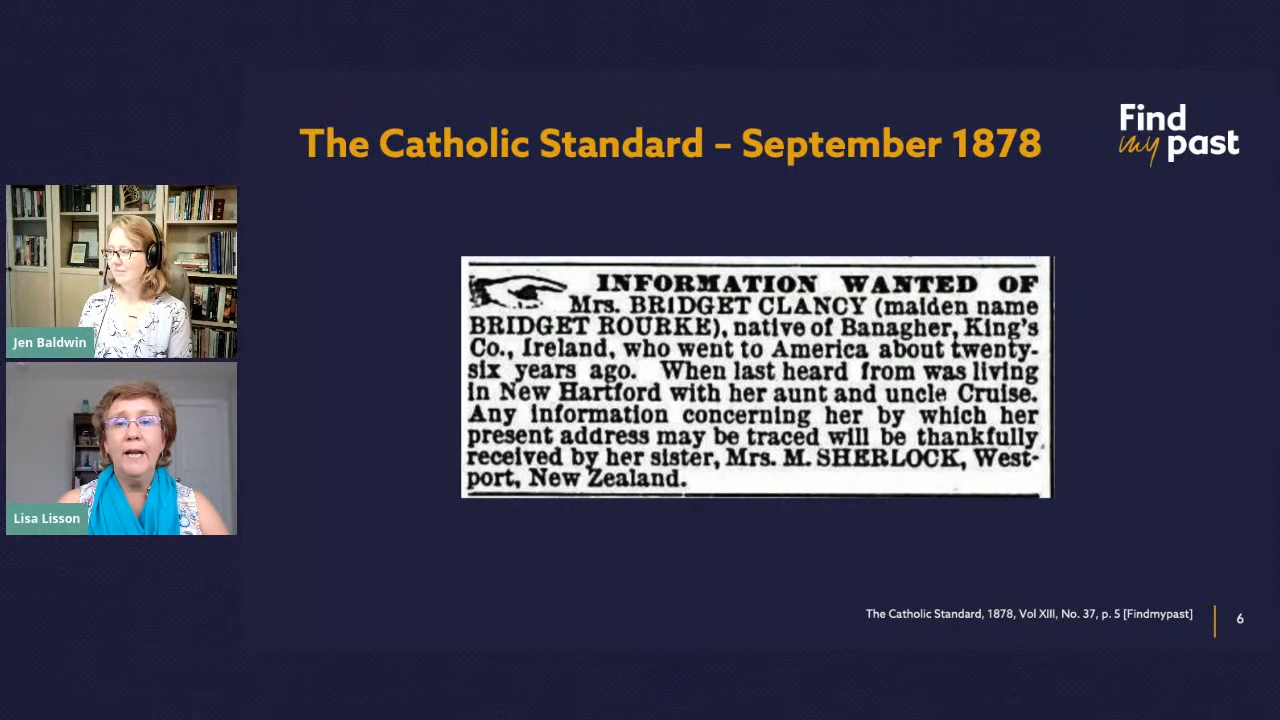 The Catholic Standard – September 1878
Find
my past
INFORMATION WANTED OF
Mrs. BRIDGET CLANCY (maiden name
BRIDGET ROURKE), native of Banagher, King's
Co., Ireland, who went to America about twenty-
six years ago. When last heard from was living
in New Hartford with her aunt and uncle Cruise.
Any information concerning her by which her
present address may be traced will be thankfully
received by her sister, Mrs. M. SHERLOCK, West-
port, New Zealand.
Jen Baldwin
Lisa Lisson
The Catholic Standard, 1878, Vol XIII, No. 37, p. 5 [Findmypast]
6